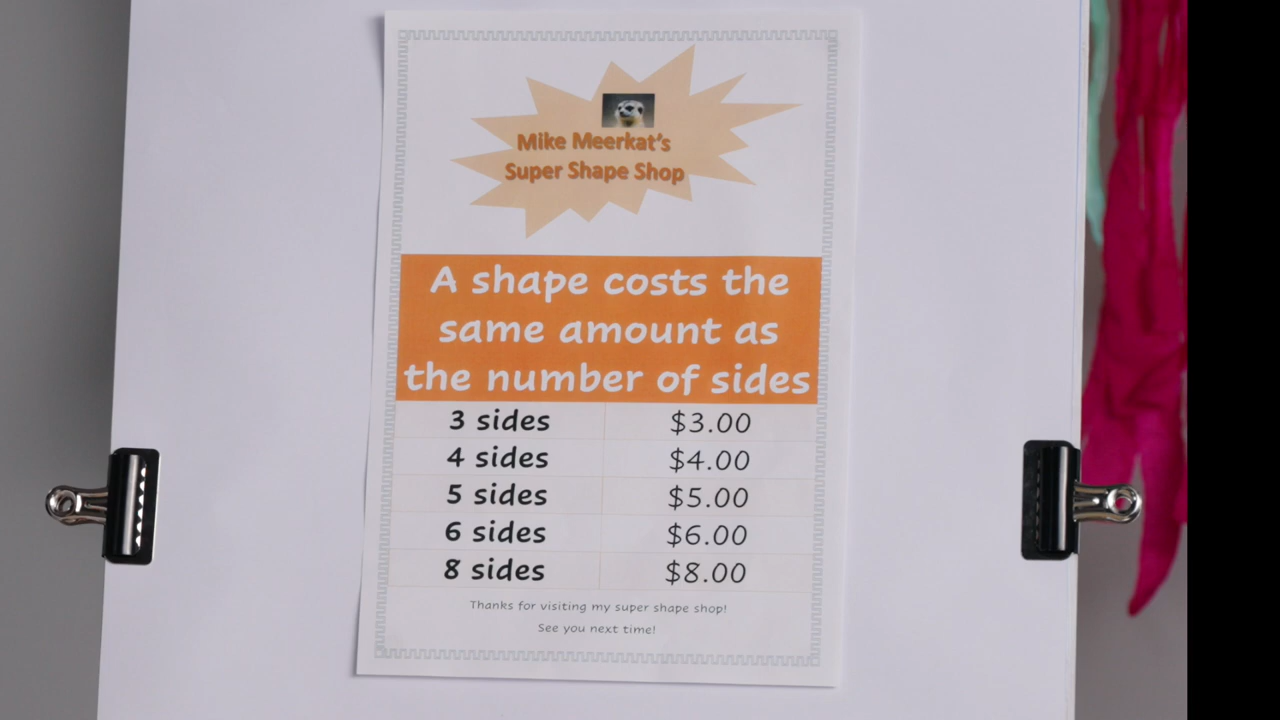 Mike Meerkat's
Super Shape Shop
A shape costs the
same amount as
the number of sides
3 sides $3.00
4 sides $4.00
5 sides $5.00
6 sides $6.00
8 sides $8.00
Thanks for visiting my super shape shop!
See you next time!